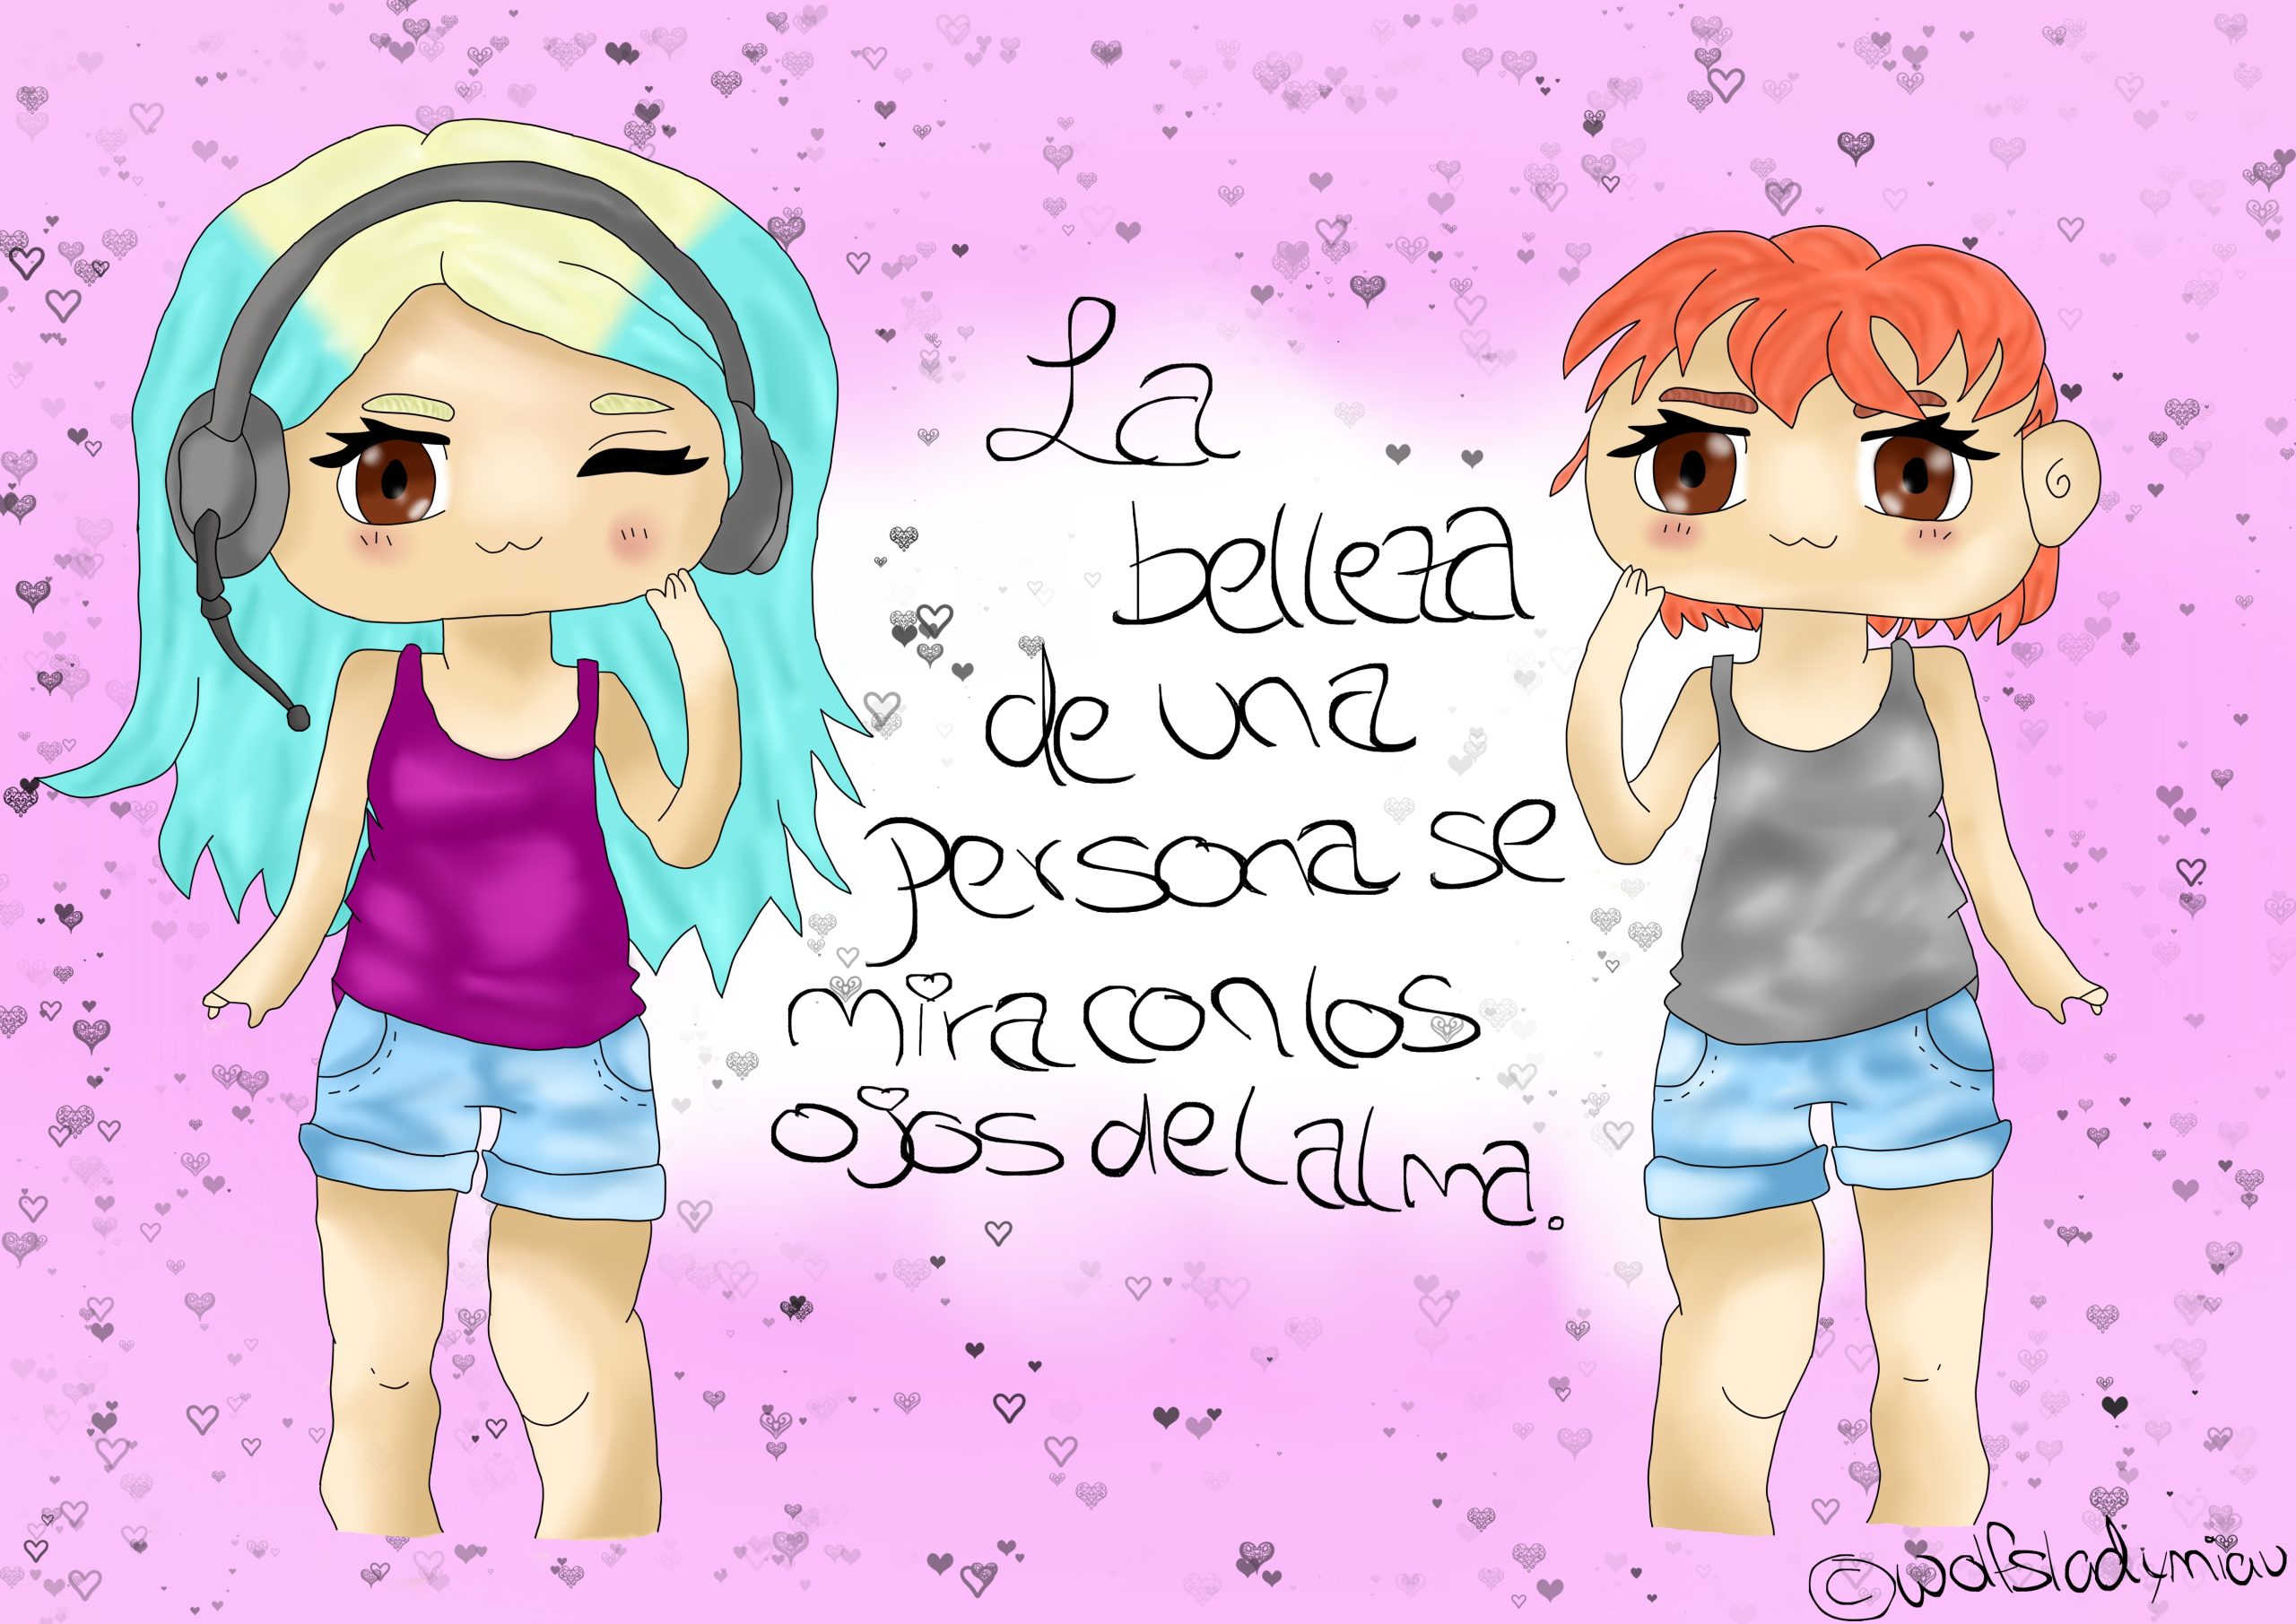 La
belleza
de una
persona se
mira con los
ojos del alma.
©wolfsladymiau